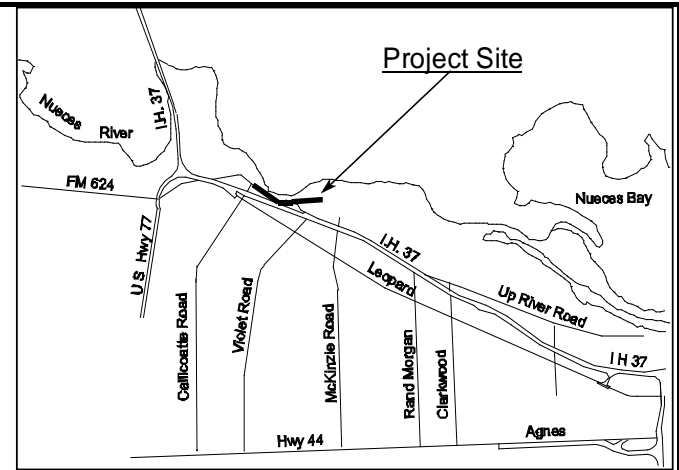 Project Site
Nueces
River
I.H. 37
FM 624
U S Hwy 77
Nueces Bay
I.H. 37
Leopard
Up River Road
Callicoatte Road
Violet Road
McKinzie Road
Rand Morgan
Clarkwood
I H 37
Agnes
Hwy 44